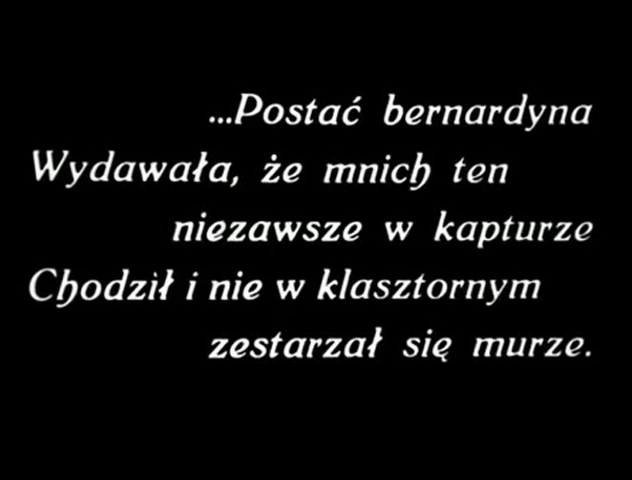 ...Postać bernardyna
Wydawała, że mnich ten
niezawsze w kapturze
Chodził i nie w klasztornym
zestarzał się murze.